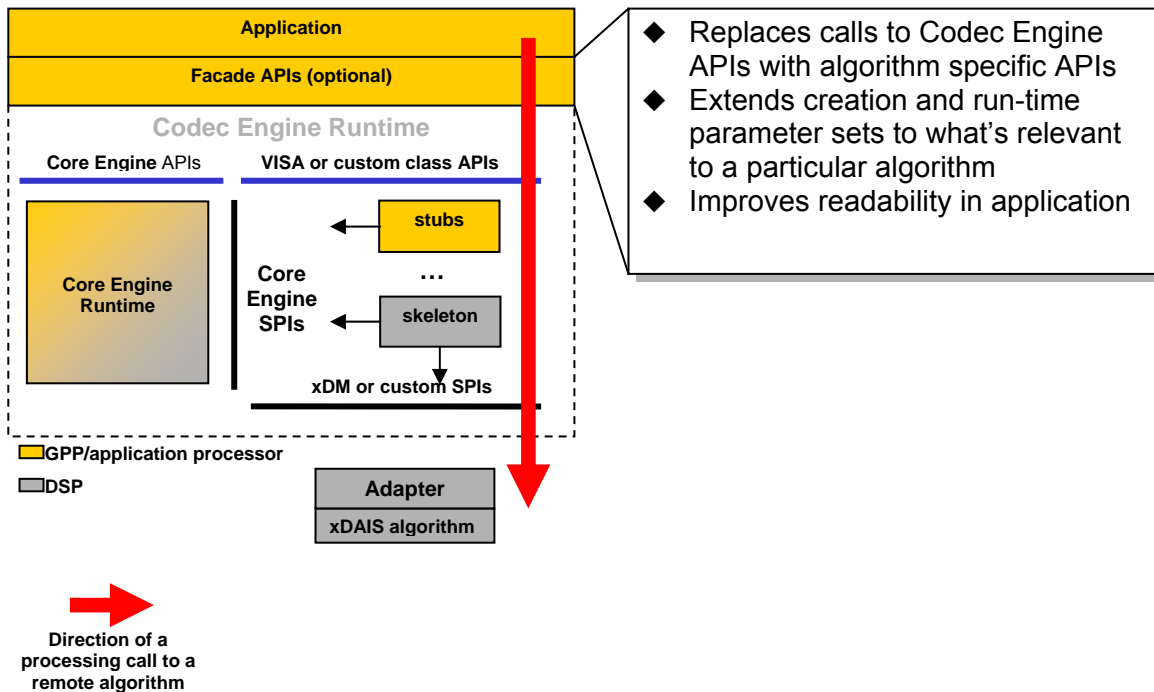 Application
Facade APIs (optional)
Codec Engine Runtime
Core Engine APIs
VISA or custom class APIs
stubs
...
Core
Engine
SPIs
Core Engine
Runtime
skeleton
xDM or custom SPIs
GPP/application processor
DSP
Adapter
xDAIS algorithm
Direction of a
processing call to a
remote algorithm
◆ Replaces calls to Codec Engine
APIs with algorithm specific APIs
◆ Extends creation and run-time
parameter sets to what's relevant
to a particular algorithm
◆ Improves readability in application